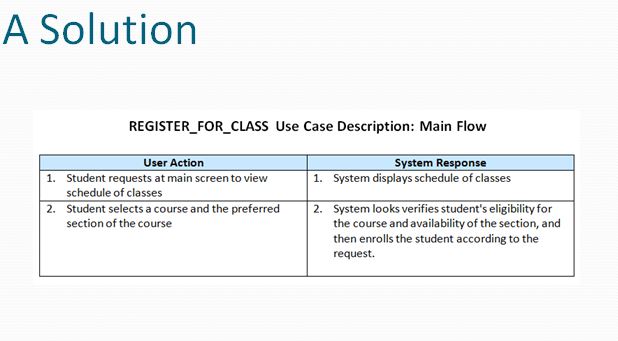 A Solution
REGISTER_FOR_CLASS Use Case Description: Main Flow
User Action
System Response
1. Student requests at main screen to view
schedule of classes
1. System displays schedule of classes
2. Student selects a course and the preferred
section of the course
2. System looks verifies student's eligibility for
the course and availability of the section, and
then enrolls the student according to the
request.